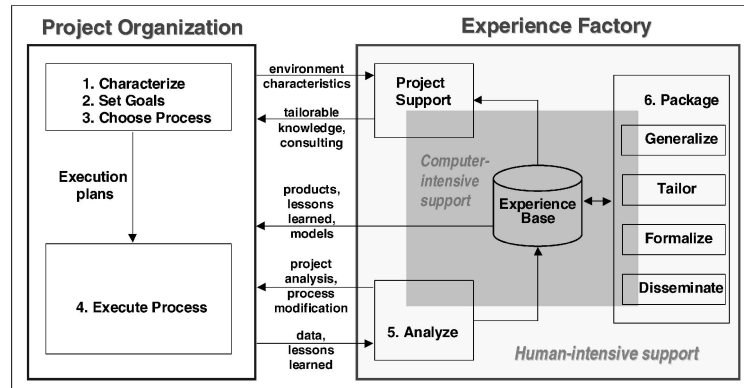 Project Organization
Experience Factory
1. Characterize
2. Set Goals
3. Choose Process
Execution
plans
4. Execute Process
environment
characteristics
tailorable
knowledge,
consulting
products,
lessons
learned,
models
project
analysis,
process
modification
data,
lessons
learned
Project
Support
Computer-
intensive
support
Experience
Base
5. Analyze
6. Package
Generalize
Tailor
Formalize
Disseminate
Human-intensive support